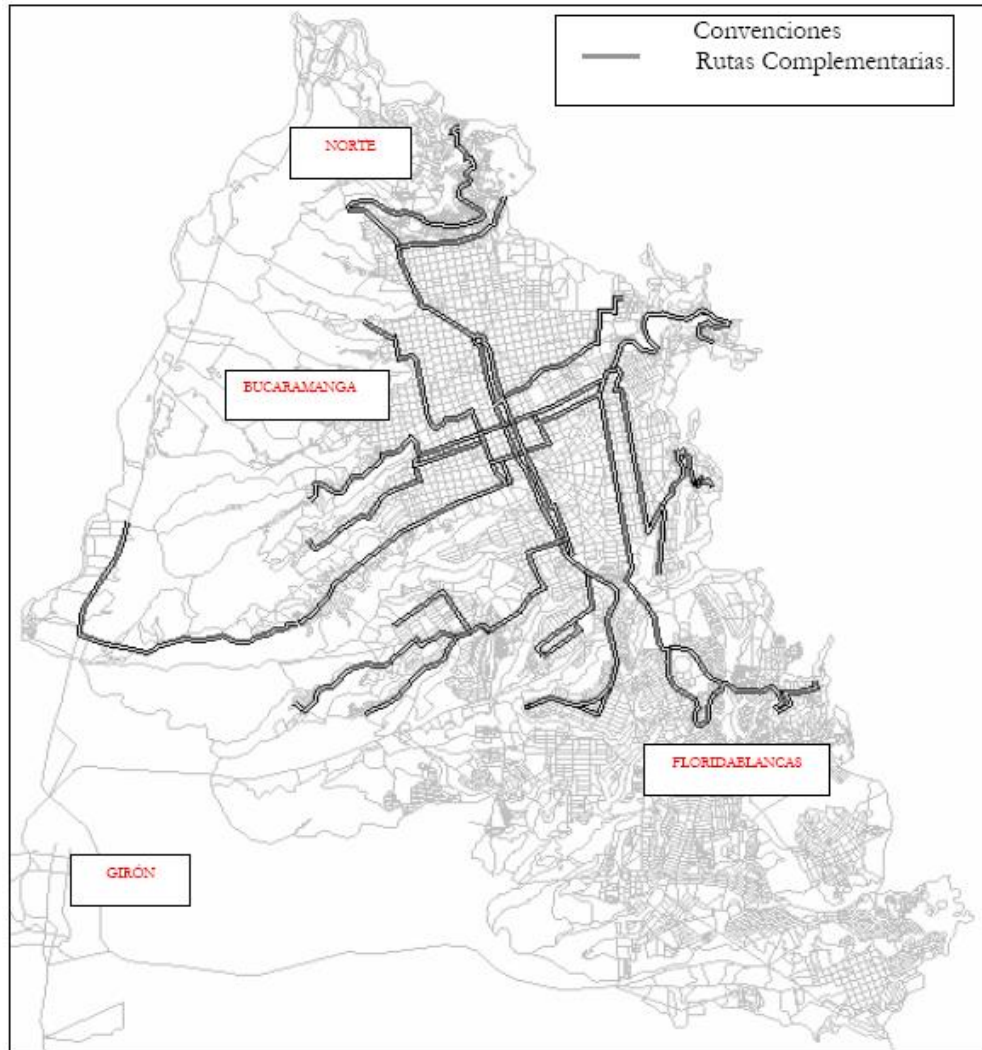 Convenciones
Rutas Complementarias.
NORTE
BUCARAMANGA
FLORIDABLANCAS
GIRÓN